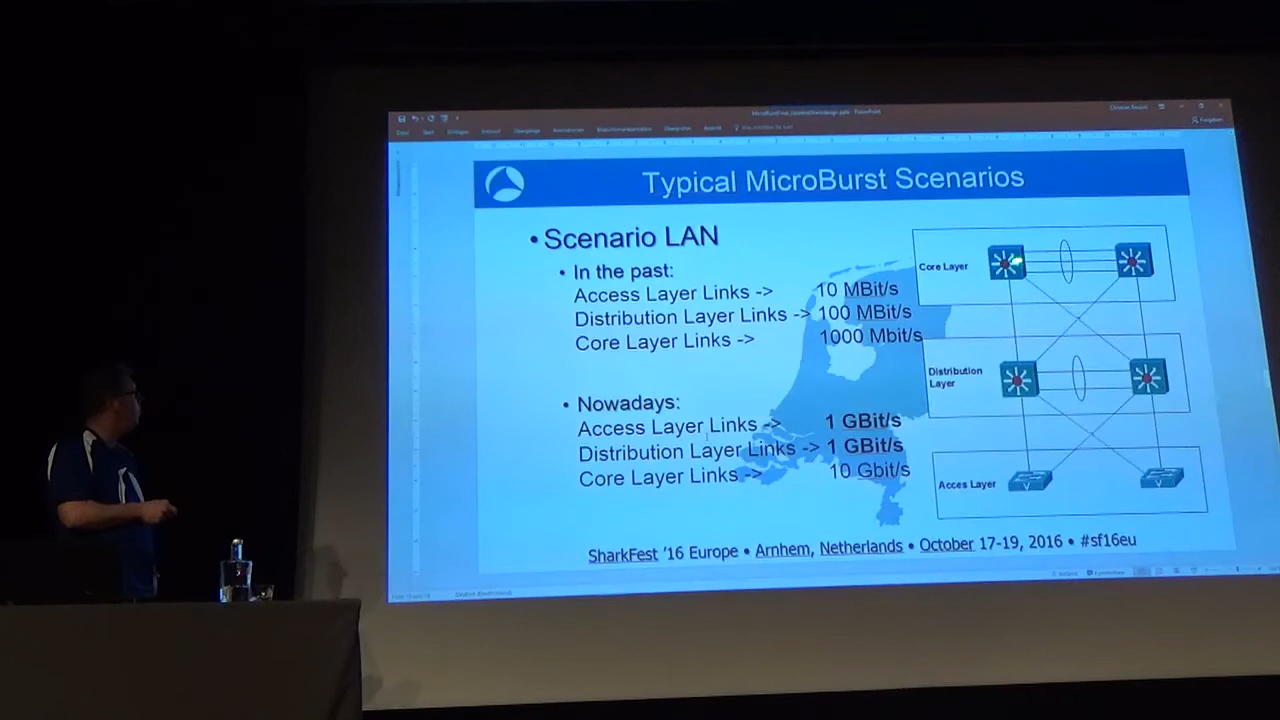 Typical MicroBurst Scenarios
• Scenario LAN
• In the past:
Access Layer Links -> 10 MBit/s
Distribution Layer Links -> 100 MBit/s
Core Layer Links -> 1000 Mbit/s
• Nowadays:
Access Layer Links -> 1 GBit/s
Distribution Layer Links -> 1 GBit/s
Core Layer Links -> 10 Gbit/s
Core Layer
Distribution
Layer
Acces Layer
V
V
SharkFest '16 Europe • Arnhem, Netherlands • October 17-19, 2016 • #sf16eu